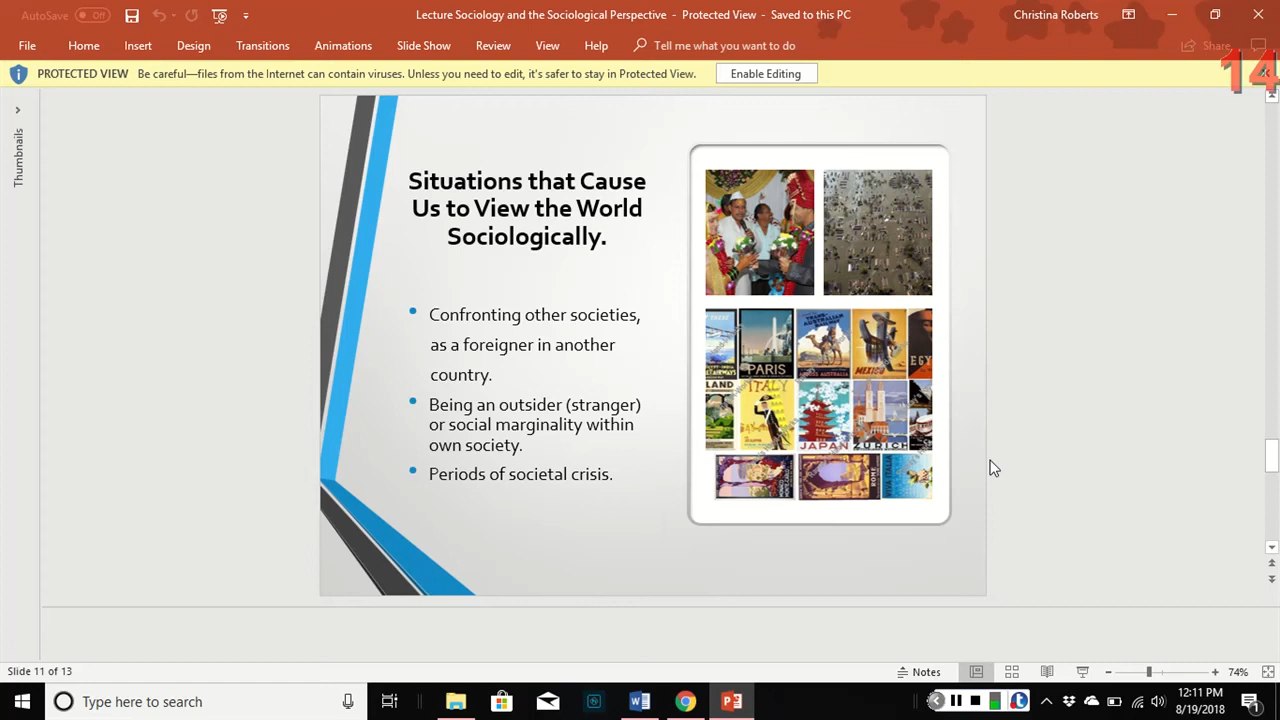 AutoSave Off
Lecture Sociology and the Sociological Perspective - Protected View - Saved to this PC
Christina Roberts
File Home Insert Design Transitions Animations Slide Show Review View Help Tell me what you want to do Share
14
PROTECTED VIEW Be careful—files from the Internet can contain viruses. Unless you need to edit, it's safer to stay in Protected View. Enable Editing
Thumbnails
Situations that Cause
Us to View the World
Sociologically.
Confronting other societies,
as a foreigner in another
country.
Being an outsider (stranger)
or social marginality within
own society.
Periods of societal crisis.
PARIS
MEXICO
EGY
LAND
ITALY
JAPAN
ZURICH
ROME
VIVA ITALIA
Slide 11 of 13
Notes
74%
Type here to search
12:11 PM
8/19/2018